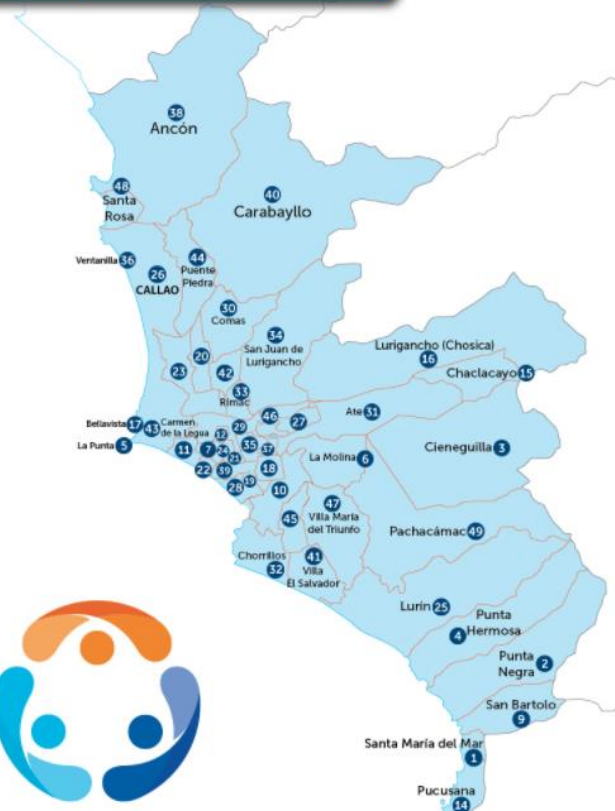 38
Ancón
48
Santa
Rosa
40
Carabayllo
Ventanilla 36
26
CALLAO
44
Puente
Piedra
30
Comas
34
San Juan de
Lurigancho
Lurigancho (Chosica)
16
Chaclacayo 15
20
23
42
33
Rímac
46
27
Ate 31
Bellavista 17
43 Carmen
de la Legua
La Punta 5
29
12
35
37
11
7
24
21
22
39
18
28
19
10
La Molina 6
Cieneguilla 3
47
Villa María
del Triunfo
45
Pachacámac 49
Chorrillos
32
41
Villa
El Salvador
Lurín 25
Punta
4 Hermosa
Punta
Negra 2
San Bartolo
9
Santa María del Mar
1
Pucusana
14